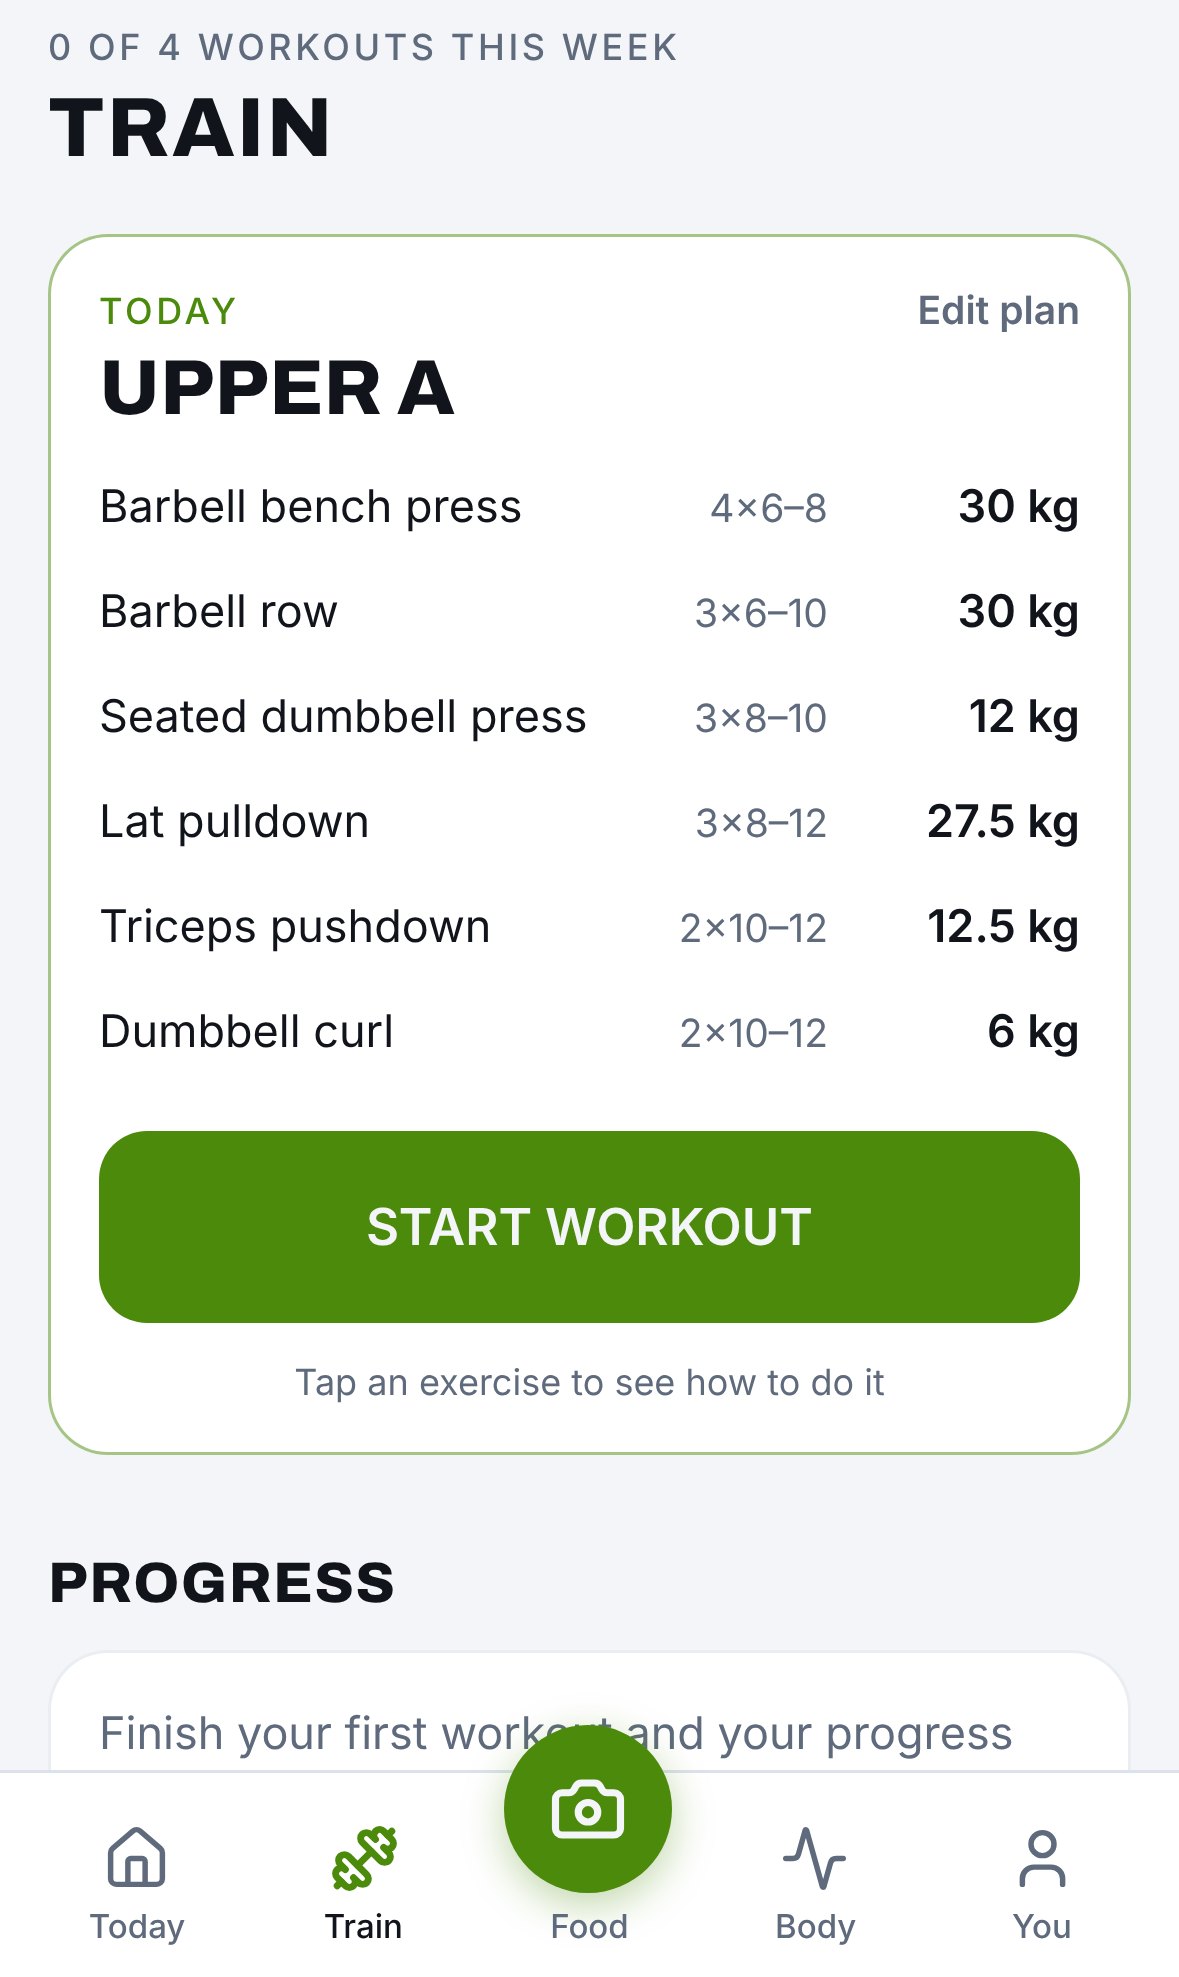 0 OF 4 WORKOUTS THIS WEEK
TRAIN
TODAY
Edit plan
UPPER A
Barbell bench press 4×6–8 30 kg
Barbell row 3×6–10 30 kg
Seated dumbbell press 3×8–10 12 kg
Lat pulldown 3×8–12 27.5 kg
Triceps pushdown 2×10–12 12.5 kg
Dumbbell curl 2×10–12 6 kg
START WORKOUT
Tap an exercise to see how to do it
PROGRESS
Finish your first workout and your progress
Today Train Food Body You